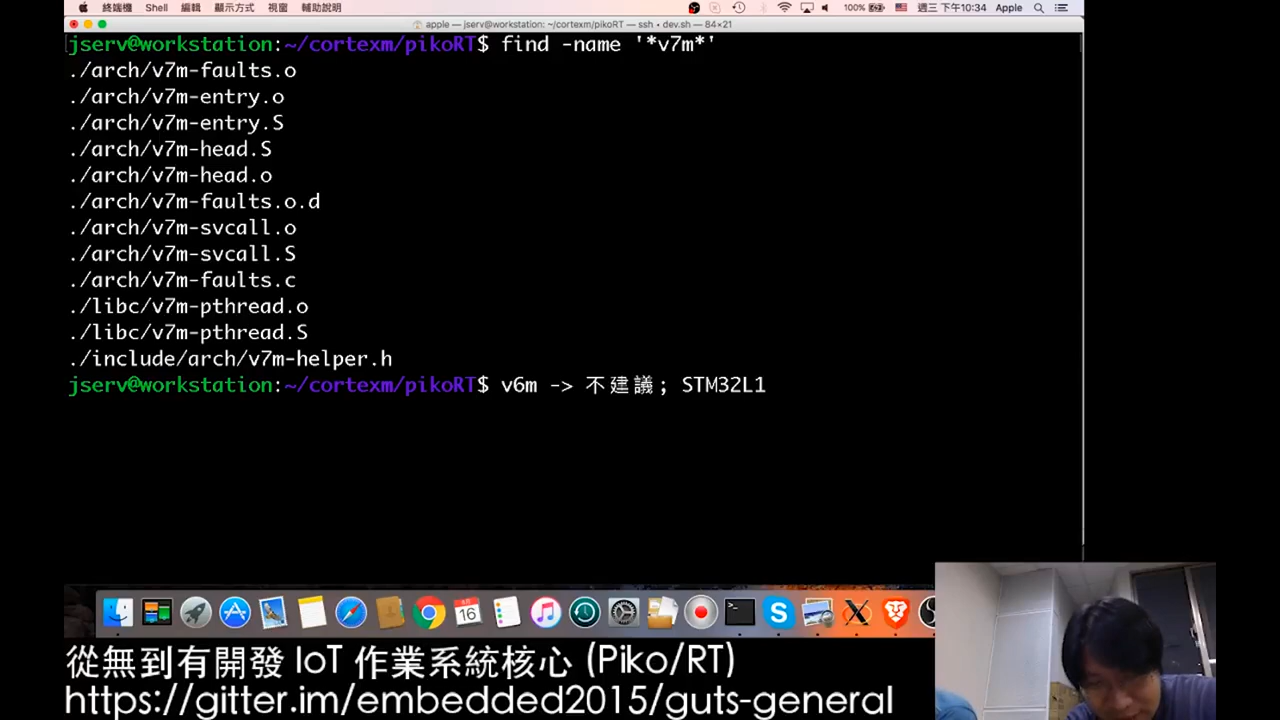 終端機 Shell 編輯 顯示方式 視窗 輔助說明 100% 週三 下午10:34 Apple
apple — jserv@workstation: ~/cortexm/pikoRT — ssh • dev.sh — 84×21
jserv@workstation:~/cortexm/pikoRT$ find -name '*v7m*'
./arch/v7m-faults.o
./arch/v7m-entry.o
./arch/v7m-entry.S
./arch/v7m-head.S
./arch/v7m-head.o
./arch/v7m-faults.o.d
./arch/v7m-svcall.o
./arch/v7m-svcall.S
./arch/v7m-faults.c
./libc/v7m-pthread.o
./libc/v7m-pthread.S
./include/arch/v7m-helper.h
jserv@workstation:~/cortexm/pikoRT$ v6m -> 不建議; STM32L1
16
從無到有開發 IoT 作業系統核心 (Piko/RT)
https://gitter.im/embedded2015/guts-general